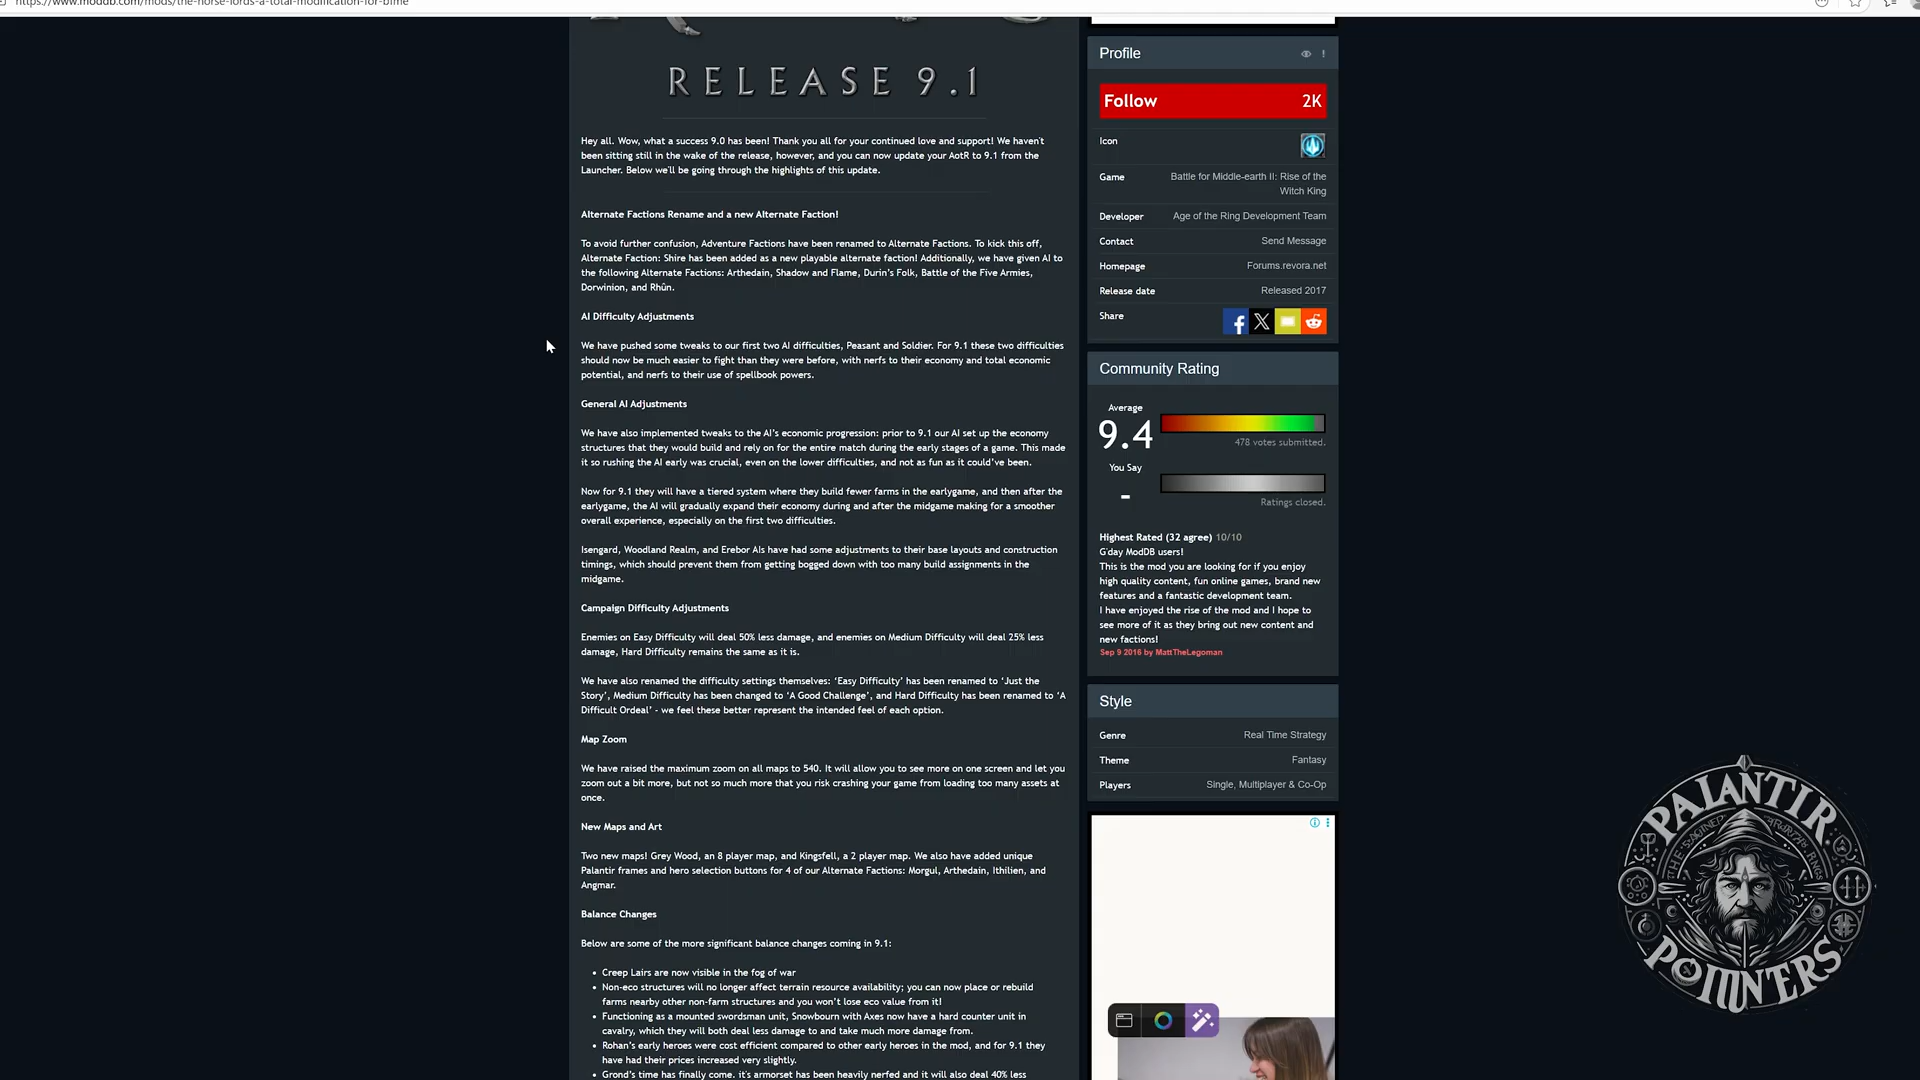 https://www.moddb.com/mods/the-horse-lords-a-total-modification-for-bfme
RELEASE 9.1
Hey all. Wow, what a success 9.0 has been! Thank you all for your continued love and support! We haven't
been sitting still in the wake of the release, however, and you can now update your AotR to 9.1 from the
Launcher. Below we'll be going through the highlights of this update.
Alternate Factions Rename and a new Alternate Faction!
To avoid further confusion, Adventure Factions have been renamed to Alternate Factions. To kick this off,
Alternate Faction: Shire has been added as a new playable alternate faction! Additionally, we have given AI to
the following Alternate Factions: Arthedain, Shadow and Flame, Durin's Folk, Battle of the Five Armies,
Dorwinion, and Rhûn.
AI Difficulty Adjustments
We have pushed some tweaks to our first two AI difficulties, Peasant and Soldier. For 9.1 these two difficulties
should now be much easier to fight than they were before, with nerfs to their economy and total economic
potential, and nerfs to their use of spellbook powers.
General AI Adjustments
We have also implemented tweaks to the AI's economic progression: prior to 9.1 our AI set up the economy
structures that they would build and rely on for the entire match during the early stages of a game. This made
it so rushing the AI early was crucial, even on the lower difficulties, and not as fun as it could've been.
Now for 9.1 they will have a tiered system where they build fewer farms in the earlygame, and then after the
earlygame, the AI will gradually expand their economy during and after the midgame making for a smoother
overall experience, especially on the first two difficulties.
Isengard, Woodland Realm, and Erebor AIs have had some adjustments to their base layouts and construction
timings, which should prevent them from getting bogged down with too many build assignments in the
midgame.
Campaign Difficulty Adjustments
Enemies on Easy Difficulty will deal 50% less damage, and enemies on Medium Difficulty will deal 25% less
damage, Hard Difficulty remains the same as it is.
We have also renamed the difficulty settings themselves: 'Easy Difficulty' has been renamed to 'Just the
Story', Medium Difficulty has been changed to 'A Good Challenge', and Hard Difficulty has been renamed to 'A
Difficult Ordeal' - we feel these better represent the intended feel of each option.
Map Zoom
We have raised the maximum zoom on all maps to 540. It will allow you to see more on one screen and let you
zoom out a bit more, but not so much more that you risk crashing your game from loading too many assets at
once.
New Maps and Art
Two new maps! Grey Wood, an 8 player map, and Kingsfell, a 2 player map. We also have added unique
Palantir frames and hero selection buttons for 4 of our Alternate Factions: Morgul, Arthedain, Ithilien, and
Angmar.
Balance Changes
Below are some of the more significant balance changes coming in 9.1:
• Creep Lairs are now visible in the fog of war
• Non-eco structures will no longer affect terrain resource availability; you can now place or rebuild
farms nearby other non-farm structures and you won't lose eco value from it!
• Functioning as a mounted swordsman unit, Snowbourn with Axes now have a hard counter unit in
cavalry, which they will both deal less damage to and take much more damage from.
• Rohan's early heroes were cost efficient compared to other early heroes in the mod, and for 9.1 they
have had their prices increased very slightly.
• Grond's time has finally come. it's armorset has been heavily nerfed and it will also deal 40% less
Profile
Follow 2K
Icon
Game Battle for Middle-earth II: Rise of the
Witch King
Developer Age of the Ring Development Team
Contact Send Message
Homepage Forums.revora.net
Release date Released 2017
Share
Community Rating
Average
9.4
478 votes submitted.
You Say
-
Ratings closed.
Highest Rated (32 agree) 10/10
G'day ModDB users!
This is the mod you are looking for if you enjoy
high quality content, fun online games, brand new
features and a fantastic development team.
I have enjoyed the rise of the mod and I hope to
see more of it as they bring out new content and
new factions!
Sep 9 2016 by MattTheLegoman
Style
Genre Real Time Strategy
Theme Fantasy
Players Single, Multiplayer & Co-Op
PALANTIR